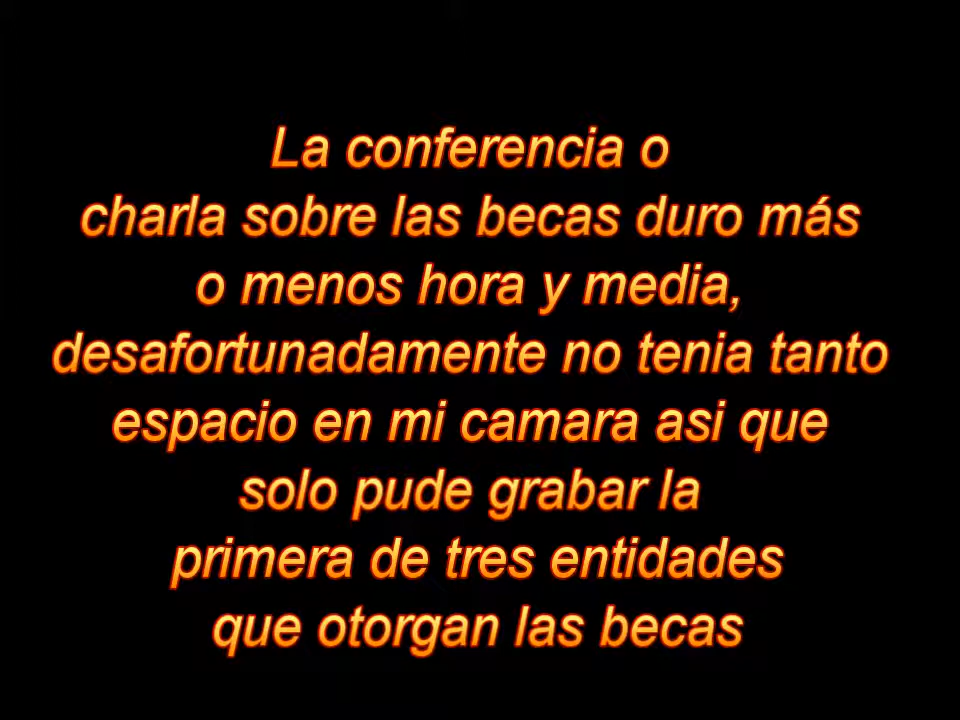 La conferencia o
charla sobre las becas duro más
o menos hora y media,
desafortunadamente no tenia tanto
espacio en mi camara asi que
solo pude grabar la
primera de tres entidades
que otorgan las becas